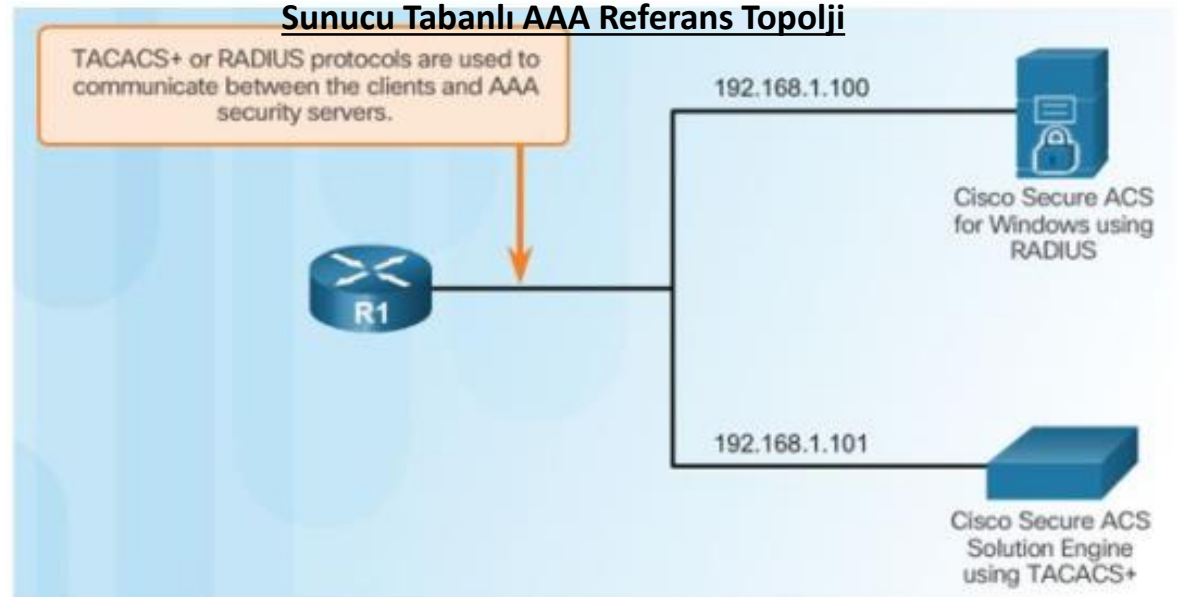 Sunucu Tabanlı AAA Referans Topolji
TACACS+ or RADIUS protocols are used to
communicate between the clients and AAA
security servers.
192.168.1.100
Cisco Secure ACS
for Windows using
RADIUS
R1
192.168.1.101
Cisco Secure ACS
Solution Engine
using TACACS+